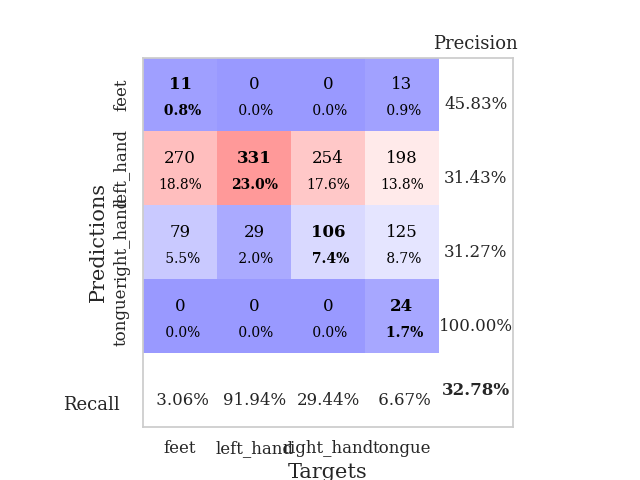 Precision
feet 11 0 0 13 45.83%
0.8% 0.0% 0.0% 0.9%
left_hand 270 331 254 198 31.43%
18.8% 23.0% 17.6% 13.8%
right_hand 79 29 106 125 31.27%
5.5% 2.0% 7.4% 8.7%
tongue 0 0 0 24 100.00%
0.0% 0.0% 0.0% 1.7%
Predictions
Recall 3.06% 91.94% 29.44% 6.67% 32.78%
feet left_hand right_hand tongue
Targets